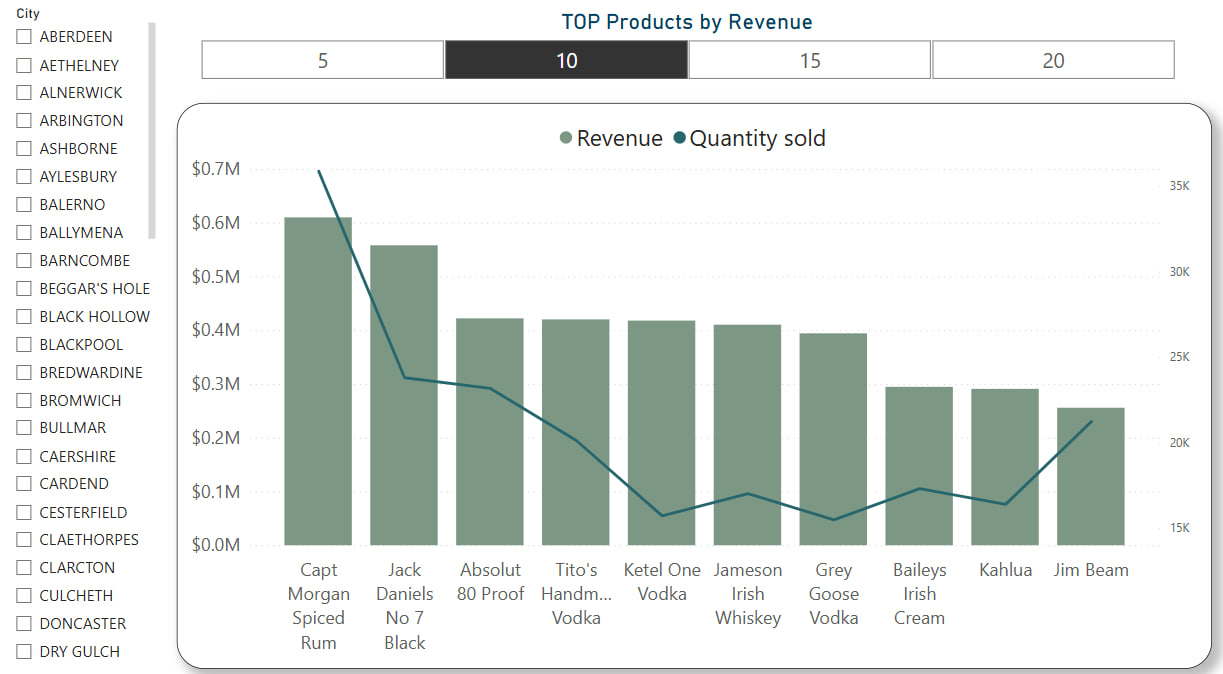 City
ABERDEEN
AETHELNEY
ALNERWICK
ARBINGTON
ASHBORNE
AYLESBURY
BALERNO
BALLYMENA
BARNCOMBE
BEGGAR'S HOLE
BLACK HOLLOW
BLACKPOOL
BREDWARDINE
BROMWICH
BULLMAR
CAERSHIRE
CARDEND
CESTERFIELD
CLAETHORPES
CLARCTON
CULCHETH
DONCASTER
DRY GULCH
TOP Products by Revenue
5 10 15 20
Revenue Quantity sold
$0.7M
$0.6M
$0.5M
$0.4M
$0.3M
$0.2M
$0.1M
$0.0M
35K
30K
25K
20K
15K
Capt
Morgan
Spiced
Rum
Jack
Daniels
No 7
Black
Absolut
80 Proof
Tito's
Handm...
Vodka
Ketel One
Vodka
Jameson
Irish
Whiskey
Grey
Goose
Vodka
Baileys
Irish
Cream
Kahlua
Jim Beam